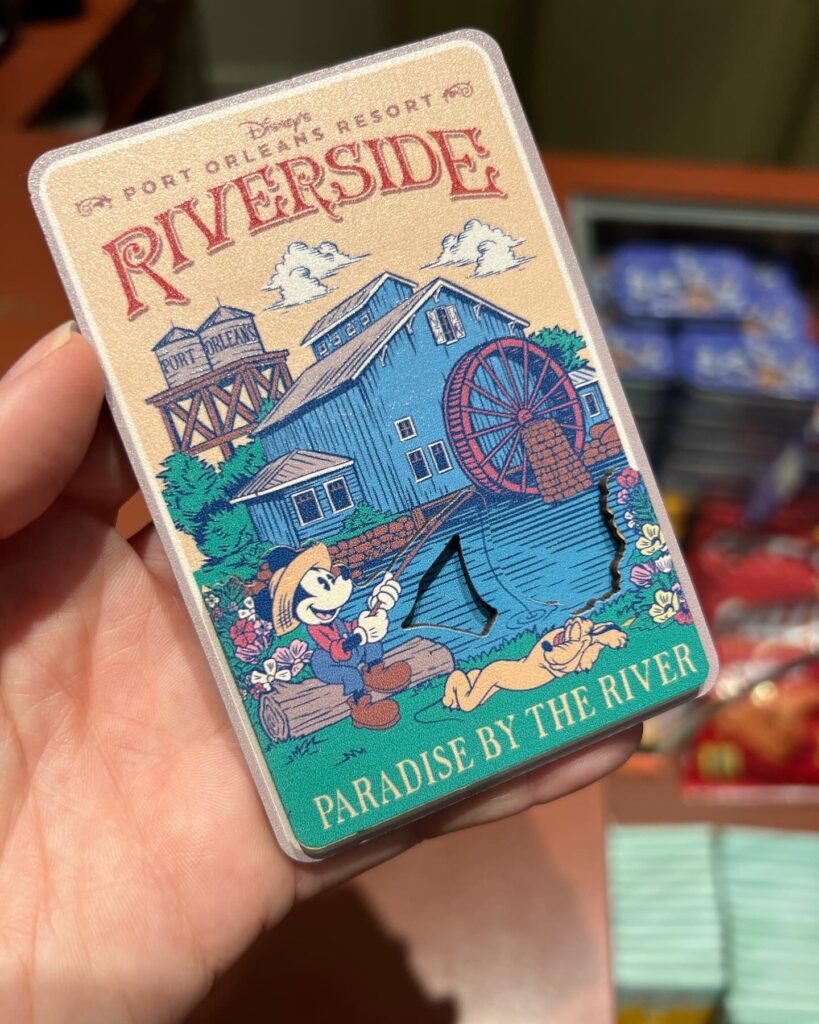 Disney's
PORT ORLEANS RESORT
RIVERSIDE
PORT ORLEANS
PARADISE BY THE RIVER